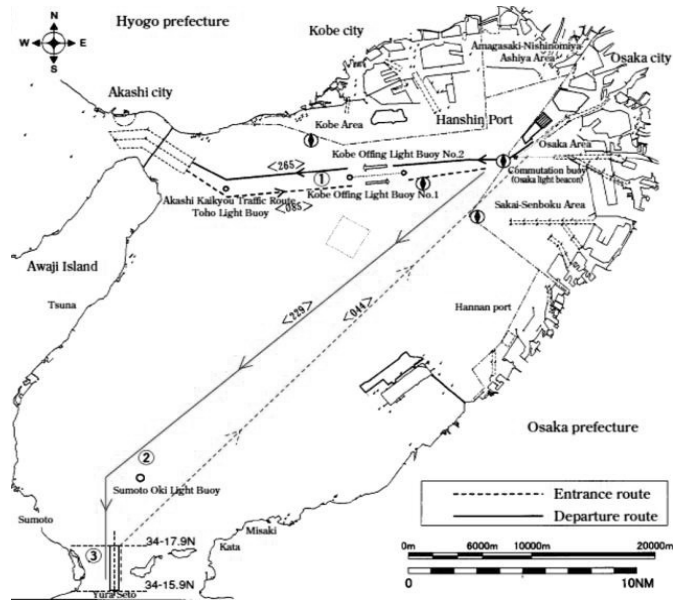 Hyogo prefecture
N
W E
S
Kobe city
Amagasaki-Nishinomiya
Ashiya Area
Osaka city
Akashi city
Kobe Area
Hanshin Port
Osaka Area
<265>
Kobe Offing Light Buoy No.2
①
Commutation buoy
(Osaka light beacon)
Akashi Kaikyou Traffic Route
Toho Light Buoy
<085>
Kobe Offing Light Buoy No.1
Sakai-Senboku Area
Awaji Island
Tsuna
Hannan port
<229>
<044>
Osaka prefecture
②
Sumoto Oki Light Buoy
Entrance route
Departure route
Sumoto
Misaki
Kata
③
34-17.9N
34-15.9N
Yura Seto
0m 6000m 10000m 20000m
0 10NM